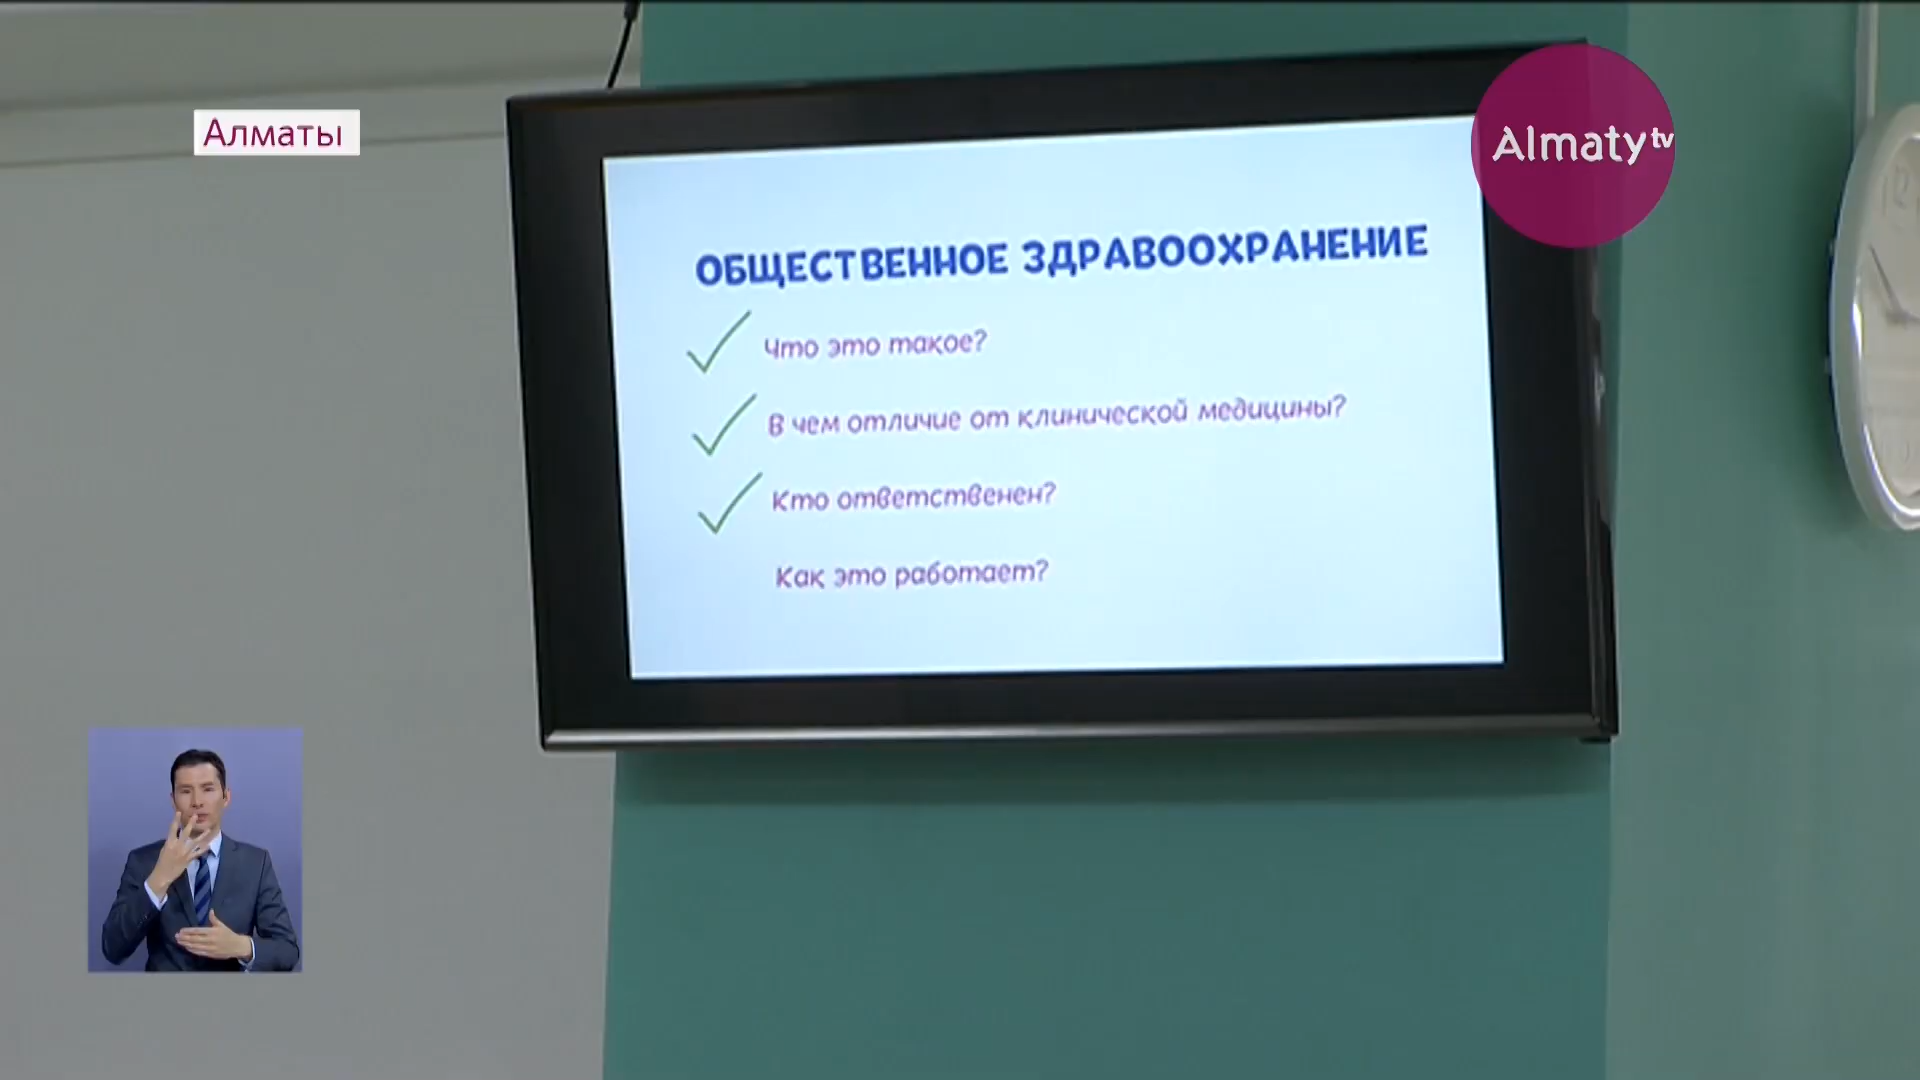 Алматы
Almaty tv
ОБЩЕСТВЕННОЕ ЗДРАВООХРАНЕНИЕ
Что это такое?
В чем отличие от клинической медицины?
Кто ответственен?
Как это работает?